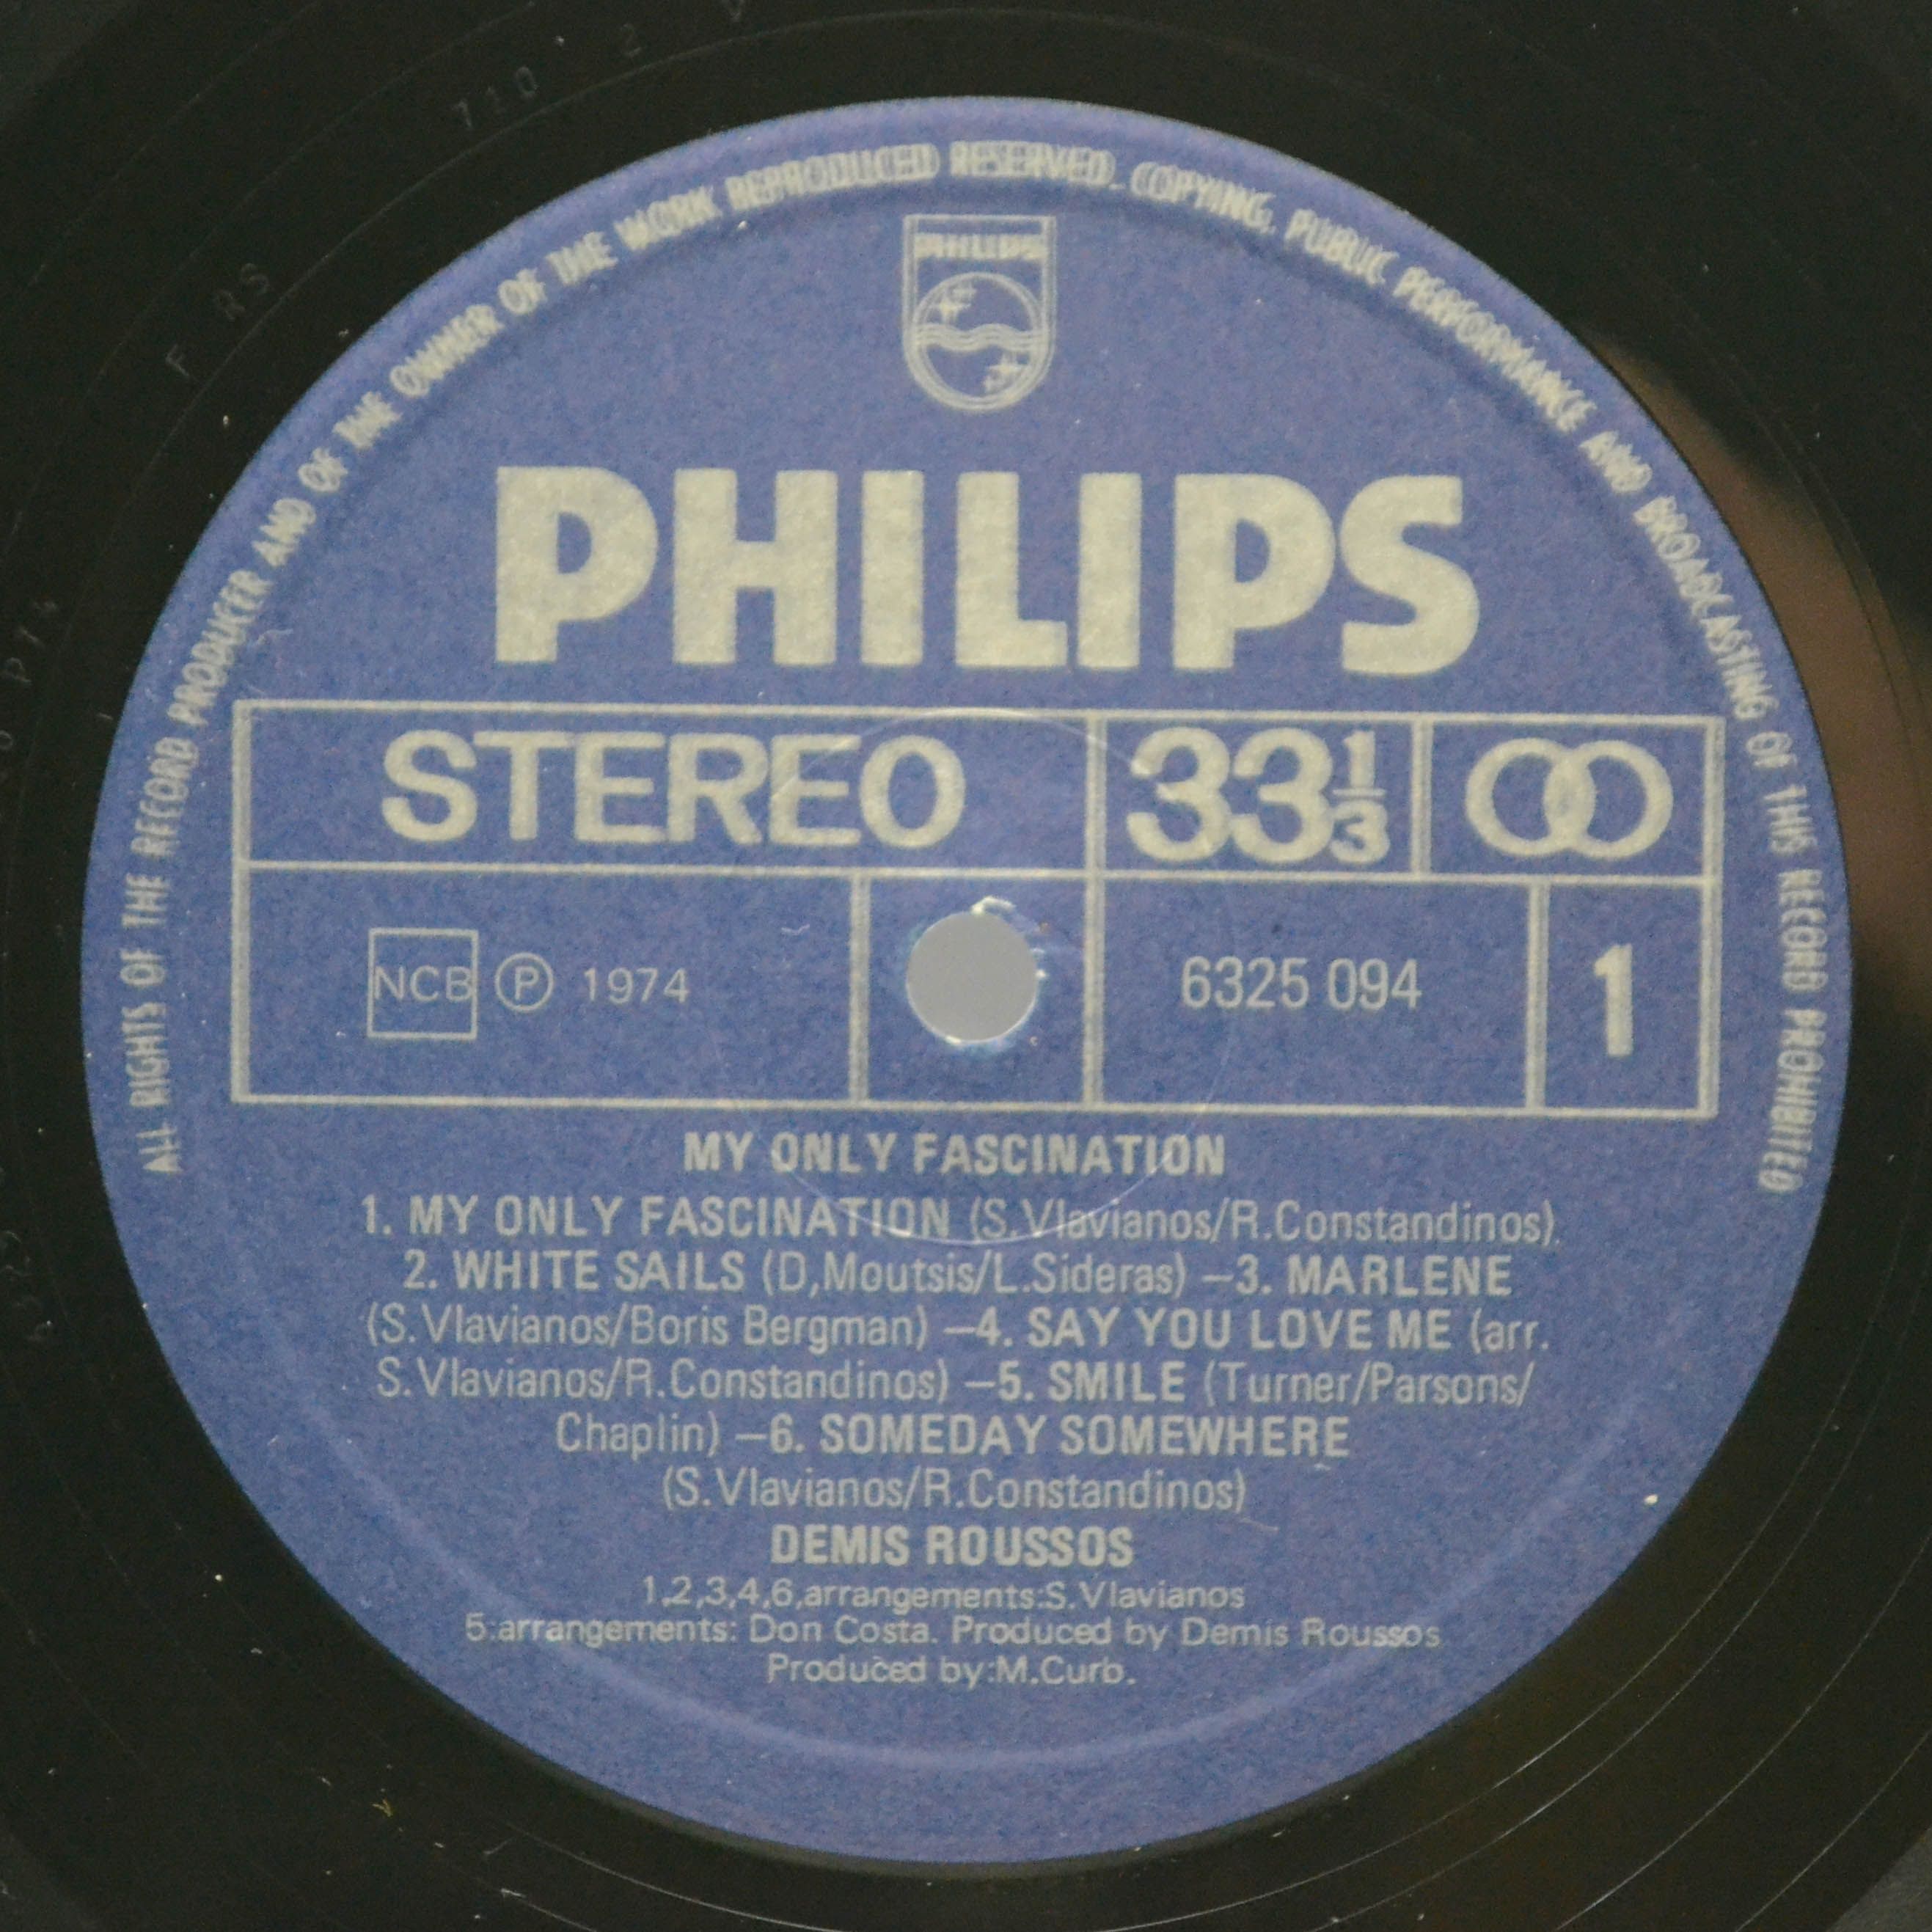 ALL RIGHTS OF THE RECORD PRODUCER AND OF THE OWNER OF THE WORK REPRODUCED RESERVED. COPYING, PUBLIC PERFORMANCE AND BROADCASTING OF THIS RECORD PROHIBITED
PHILIPS
PHILIPS
STEREO 33 1/3
NCB Ⓟ 1974 6325 094 1
MY ONLY FASCINATION
1. MY ONLY FASCINATION (S.Vlavianos/R.Constandinos).
2. WHITE SAILS (D,Moutsis/L.Sideras) —3. MARLENE
(S.Vlavianos/Boris Bergman) —4. SAY YOU LOVE ME (arr.
S.Vlavianos/R.Constandinos) —5. SMILE (Turner/Parsons/
Chaplin) —6. SOMEDAY SOMEWHERE
(S.Vlavianos/R.Constandinos)
DEMIS ROUSSOS
1,2,3,4,6,arrangements:S.Vlavianos
5:arrangements: Don Costa. Produced by Demis Roussos
Produced by:M.Curb.